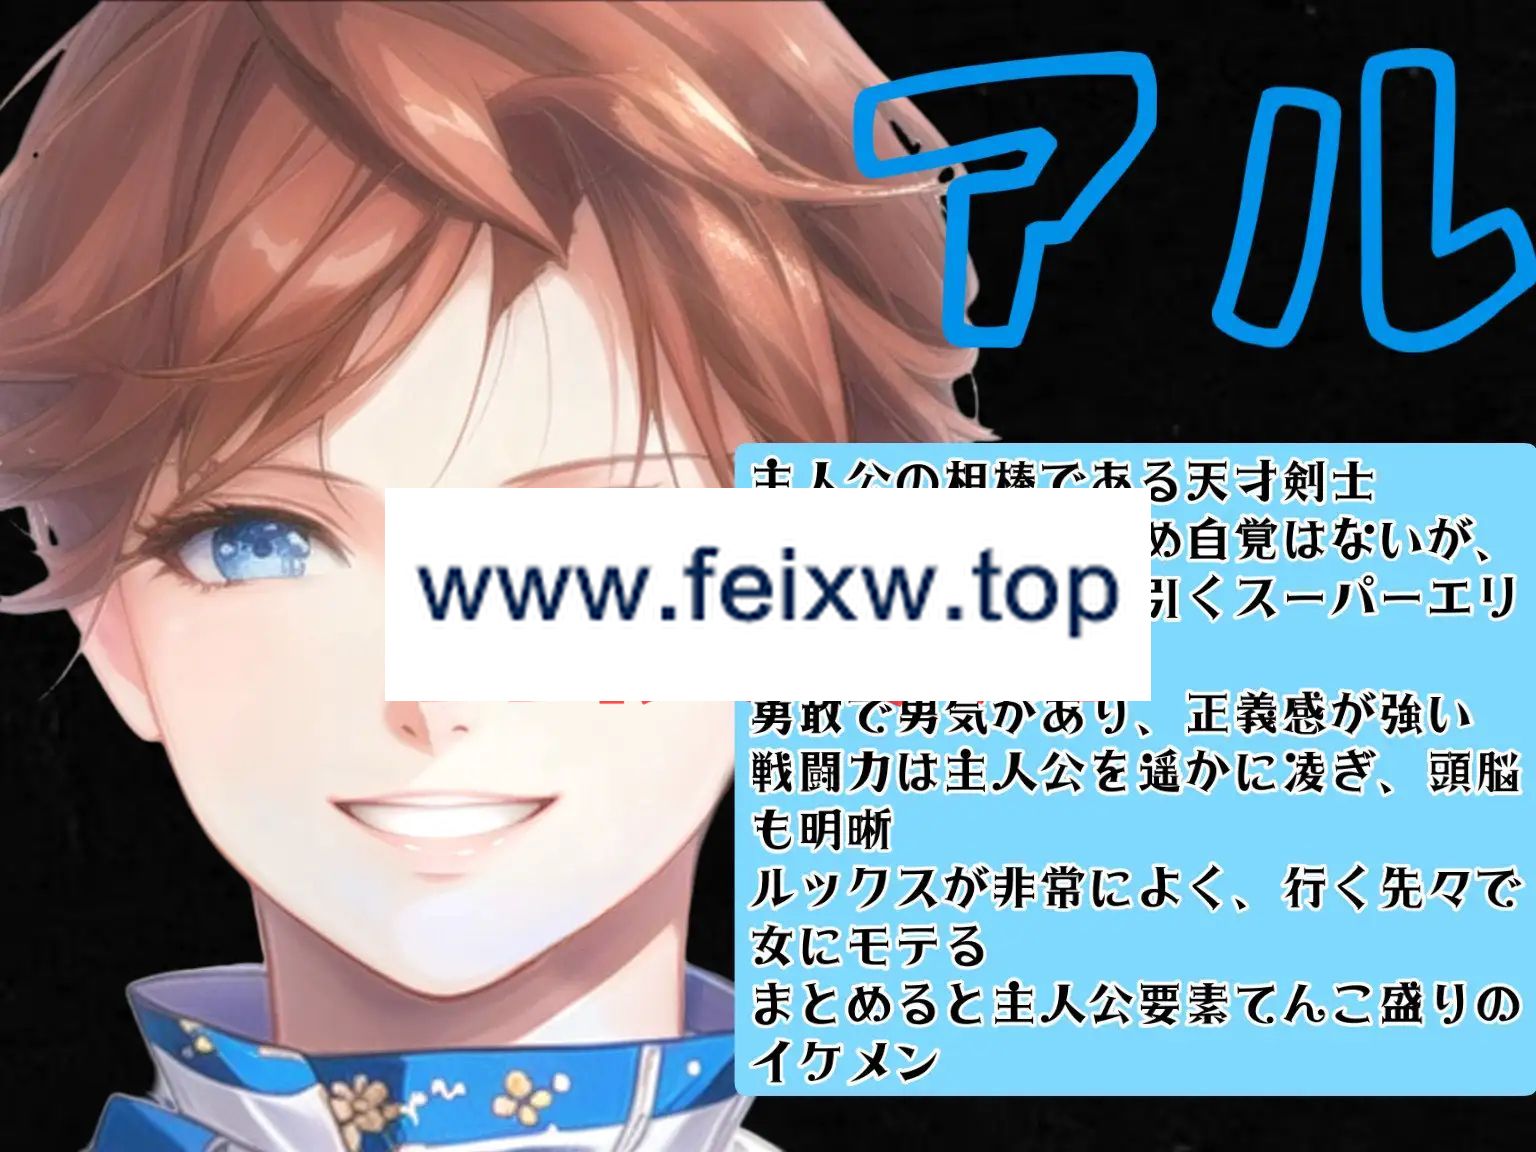 アル
主人公の相棒である天才剣士
め自覚はないが、
引くスーパーエリ
www.feixw.top
勇敢で男気があり、正義感が強い
戦闘力は主人公を遥かに凌ぎ、頭脳
も明晰
ルックスが非常によく、行く先々で
女にモテる
まとめると主人公要素てんこ盛りの
イケメン